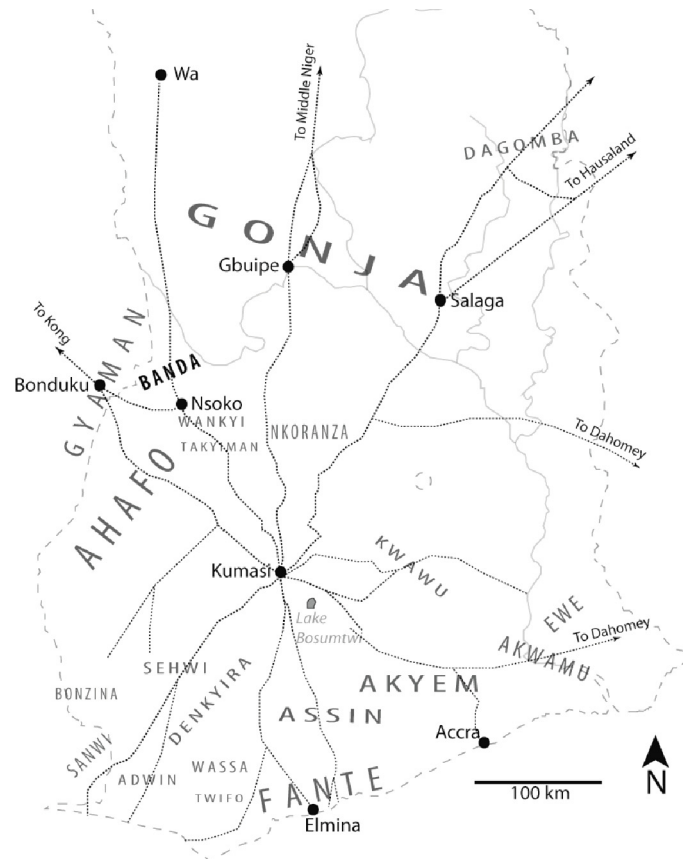 Wa
To Middle Niger
DAGOMBA
To Hausaland
GONJA
Gbuipe
Salaga
To Kong
GYAMAN
BANDA
Bonduku
Nsoko
WANKYI
TAKYIMAN
NKORANZA
To Dahomey
AHAFO
Kumasi
KWAWU
Lake
Bosumtwi
EWE
To Dahomey
AKWAMU
SEHWI
BONZINA
DENKYIRA
AKYEM
ASSIN
Accra
SANWI
ADWIN
WASSA
TWIFO
FANTE
Elmina
100 km
N